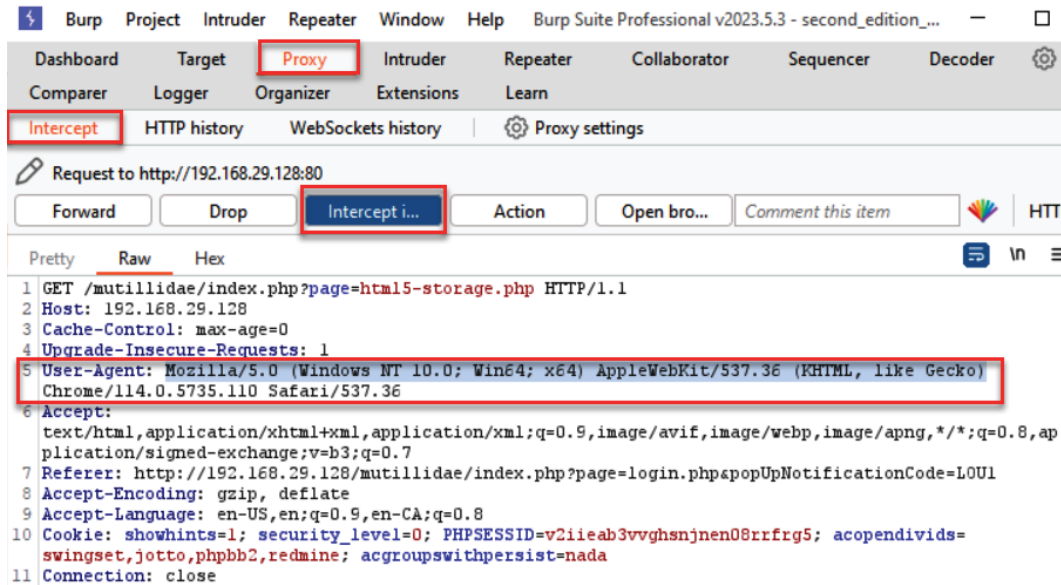 Burp Project Intruder Repeater Window Help Burp Suite Professional v2023.5.3 - second_edition_...
Dashboard Target Proxy Intruder Repeater Collaborator Sequencer Decoder
Comparer Logger Organizer Extensions Learn
Intercept HTTP history WebSockets history Proxy settings
Request to http://192.168.29.128:80
Forward Drop Intercept i... Action Open bro... Comment this item HTT
Pretty Raw Hex \n
1 GET /mutillidae/index.php?page=html5-storage.php HTTP/1.1
2 Host: 192.168.29.128
3 Cache-Control: max-age=0
4 Upgrade-Insecure-Requests: 1
5 User-Agent: Mozilla/5.0 (Windows NT 10.0; Win64; x64) AppleWebKit/537.36 (KHTML, like Gecko)
Chrome/114.0.5735.110 Safari/537.36
6 Accept:
text/html,application/xhtml+xml,application/xml;q=0.9,image/avif,image/webp,image/apng,*/*;q=0.8,ap
plication/signed-exchange;v=b3;q=0.7
7 Referer: http://192.168.29.128/mutillidae/index.php?page=login.php&popUpNotificationCode=LOU1
8 Accept-Encoding: gzip, deflate
9 Accept-Language: en-US,en;q=0.9,en-CA;q=0.8
10 Cookie: showhints=1; security_level=0; PHPSESSID=v2iieab3vvghsnjnen08rrfrg5; acopendivids=
swingset,jotto,phpbb2,redmine; acgroupswithpersist=nada
11 Connection: close